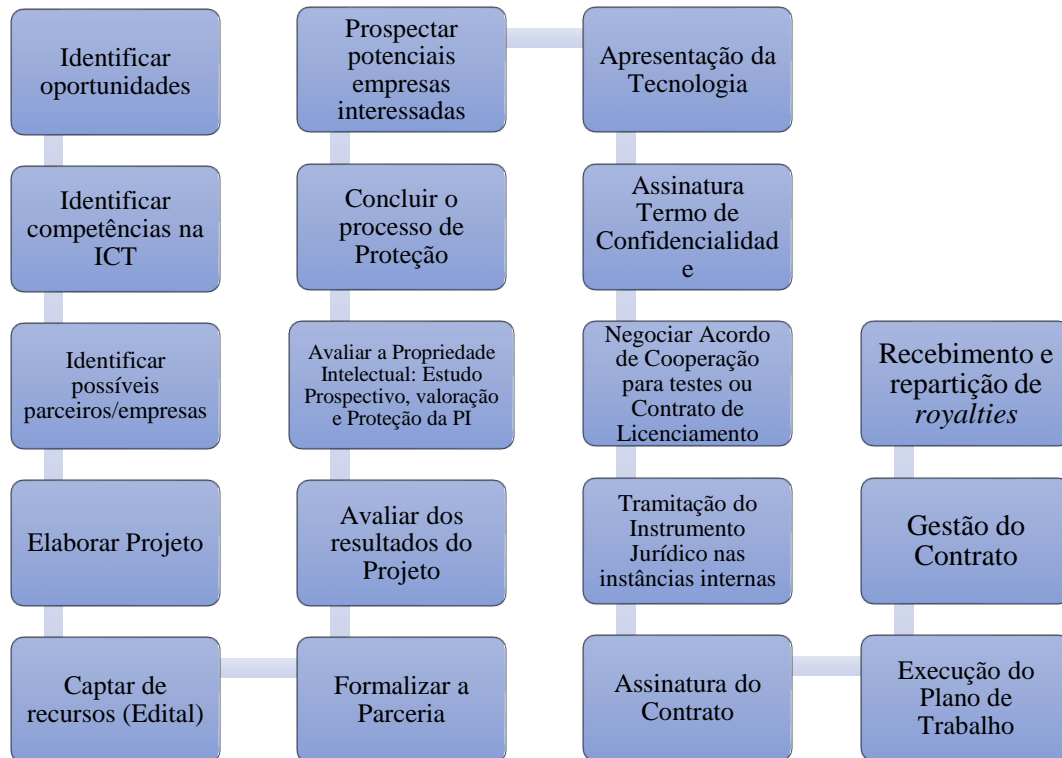 Identificar
oportunidades
Identificar
competências na
ICT
Identificar
possíveis
parceiros/empresas
Elaborar Projeto
Captar de
recursos (Edital)
Formalizar a
Parceria
Avaliar dos
resultados do
Projeto
Avaliar a Propriedade
Intelectual: Estudo
Prospectivo, valoração
e Proteção da PI
Concluir o
processo de
Proteção
Prospectar
potenciais
empresas
interessadas
Apresentação da
Tecnologia
Assinatura
Termo de
Confidencialidad
e
Negociar Acordo
de Cooperação
para testes ou
Contrato de
Licenciamento
Tramitação do
Instrumento
Jurídico nas
instâncias internas
Assinatura do
Contrato
Execução do
Plano de
Trabalho
Gestão do
Contrato
Recebimento e
repartição de
royalties